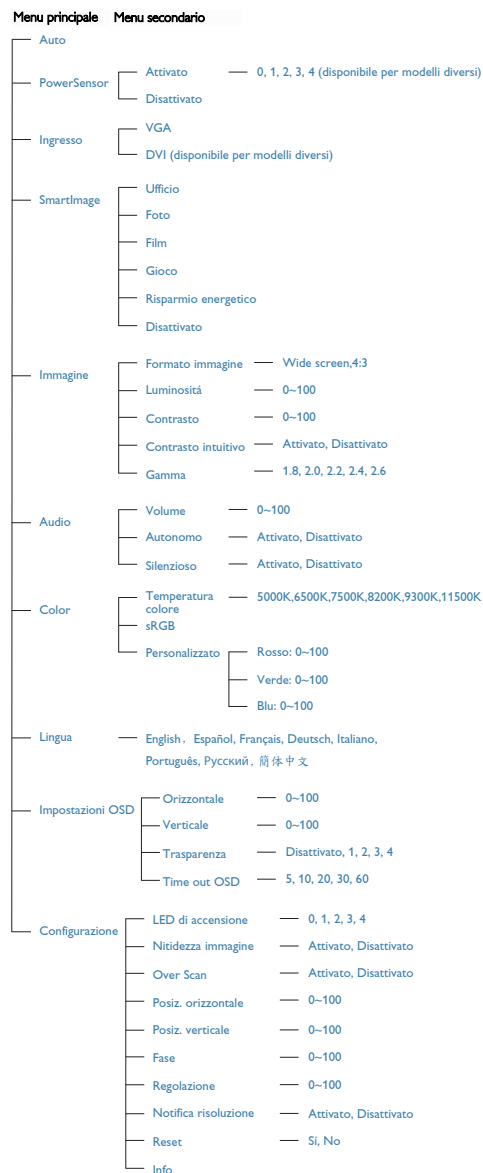 Menu principale Menu secondario
Auto
PowerSensor
Attivato
0, 1, 2, 3, 4 (disponibile per modelli diversi)
Disattivato
Ingresso
VGA
DVI (disponibile per modelli diversi)
SmartImage
Ufficio
Foto
Film
Gioco
Risparmio energetico
Disattivato
Immagine
Formato immagine
Wide screen,4:3
Luminositá
0~100
Contrasto
0~100
Contrasto intuitivo
Attivato, Disattivato
Gamma
1.8, 2.0, 2.2, 2.4, 2.6
Audio
Volume
0~100
Autonomo
Attivato, Disattivato
Silenzioso
Attivato, Disattivato
Color
Temperatura
colore
5000K,6500K,7500K,8200K,9300K,11500K
sRGB
Personalizzato
Rosso: 0~100
Verde: 0~100
Blu: 0~100
Lingua
English, Español, Français, Deutsch, Italiano,
Português, Русский, 简体中文
Impostazioni OSD
Orizzontale
0~100
Verticale
0~100
Trasparenza
Disattivato, 1, 2, 3, 4
Time out OSD
5, 10, 20, 30, 60
Configurazione
LED di accensione
0, 1, 2, 3, 4
Nitidezza immagine
Attivato, Disattivato
Over Scan
Attivato, Disattivato
Posiz. orizzontale
0~100
Posiz. verticale
0~100
Fase
0~100
Regolazione
0~100
Notifica risoluzione
Attivato, Disattivato
Reset
Sí, No
Info